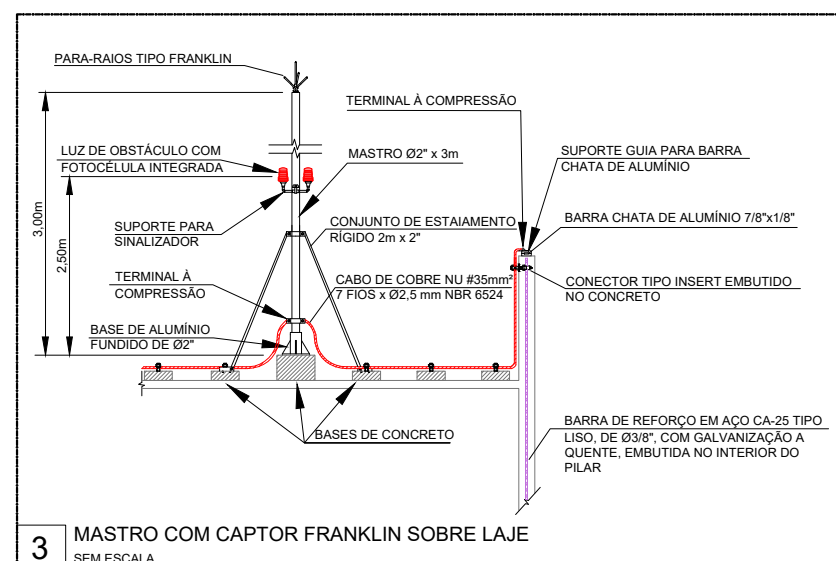 PARA-RAIOS TIPO FRANKLIN
TERMINAL À COMPRESSÃO
LUZ DE OBSTÁCULO COM
FOTOCÉLULA INTEGRADA
MASTRO Ø2" x 3m
SUPORTE GUIA PARA BARRA
CHATA DE ALUMÍNIO
3,00m
2,50m
SUPORTE PARA
SINALIZADOR
CONJUNTO DE ESTAIAMENTO
RÍGIDO 2m x 2"
BARRA CHATA DE ALUMÍNIO 7/8"x1/8"
TERMINAL À
COMPRESSÃO
CABO DE COBRE NU #35mm²
7 FIOS x Ø2,5 mm NBR 6524
CONECTOR TIPO INSERT EMBUTIDO
NO CONCRETO
BASE DE ALUMÍNIO
FUNDIDO DE Ø2"
BASES DE CONCRETO
BARRA DE REFORÇO EM AÇO CA-25 TIPO
LISO, DE Ø3/8", COM GALVANIZAÇÃO A
QUENTE, EMBUTIDA NO INTERIOR DO
PILAR
3
MASTRO COM CAPTOR FRANKLIN SOBRE LAJE
SEM ESCALA